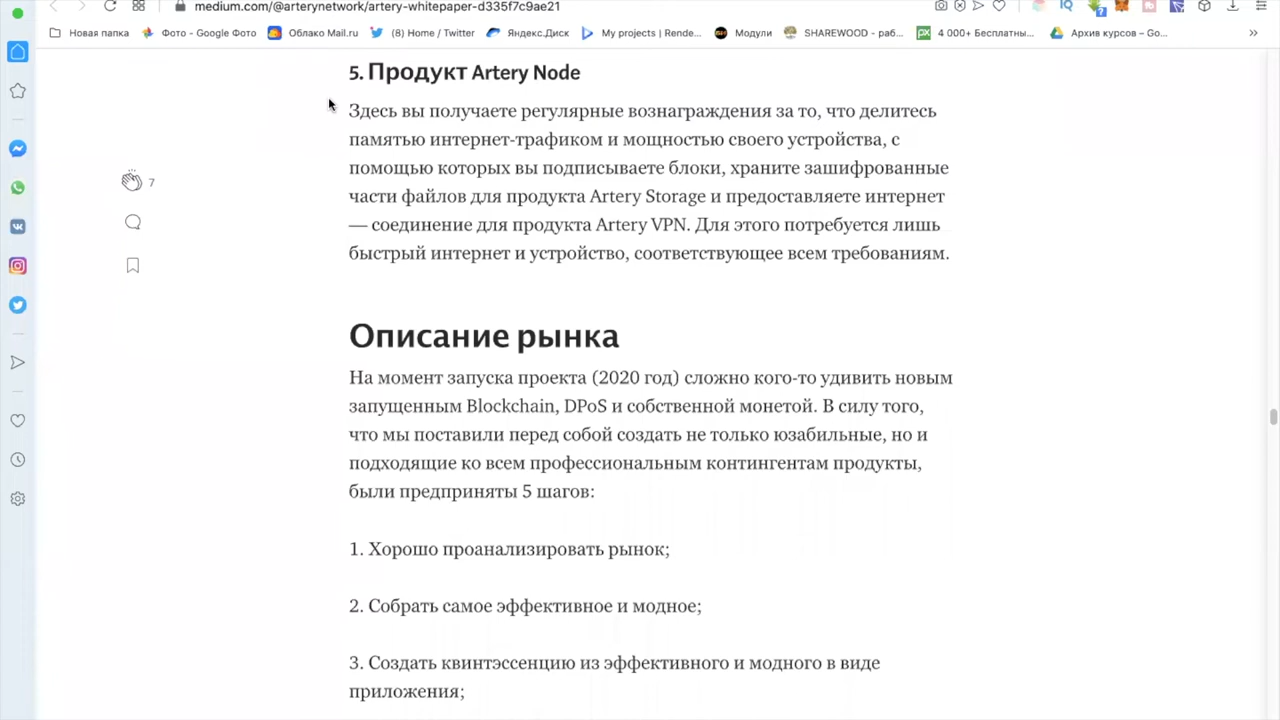 medium.com/@arterynetwork/artery-whitepaper-d335f7c9ae21
Новая папка
Фото - Google Фото
Облако Mail.ru
(8) Home / Twitter
Яндекс.Диск
My projects | Rende...
Модули
SHAREWOOD - раб...
4 000+ Бесплатны...
Архив курсов – Go...
5. Продукт Artery Node
Здесь вы получаете регулярные вознаграждения за то, что делитесь
памятью интернет-трафиком и мощностью своего устройства, с
помощью которых вы подписываете блоки, храните зашифрованные
части файлов для продукта Artery Storage и предоставляете интернет
— соединение для продукта Artery VPN. Для этого потребуется лишь
быстрый интернет и устройство, соответствующее всем требованиям.
7
Описание рынка
На момент запуска проекта (2020 год) сложно кого-то удивить новым
запущенным Blockchain, DPoS и собственной монетой. В силу того,
что мы поставили перед собой создать не только юзабильные, но и
подходящие ко всем профессиональным контингентам продукты,
были предприняты 5 шагов:
1. Хорошо проанализировать рынок;
2. Собрать самое эффективное и модное;
3. Создать квинтэссенцию из эффективного и модного в виде
приложения;